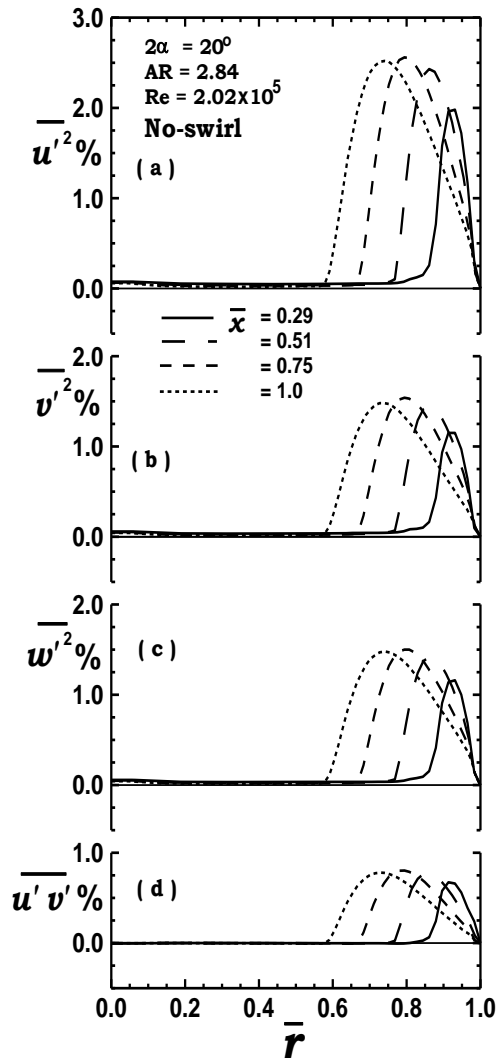 3.0
2α = 20⁰
AR = 2.84
Re = 2.02x10⁵
No-swirl
2.0
u'²%
( a )
1.0
0.0
x̄ = 0.29
= 0.51
= 0.75
= 1.0
2.0
v'²%
1.0
( b )
0.0
2.0
w'²%
( c )
1.0
0.0
1.0
u' v'%
( d )
0.0
0.0 0.2 0.4 0.6 0.8 1.0
r̄